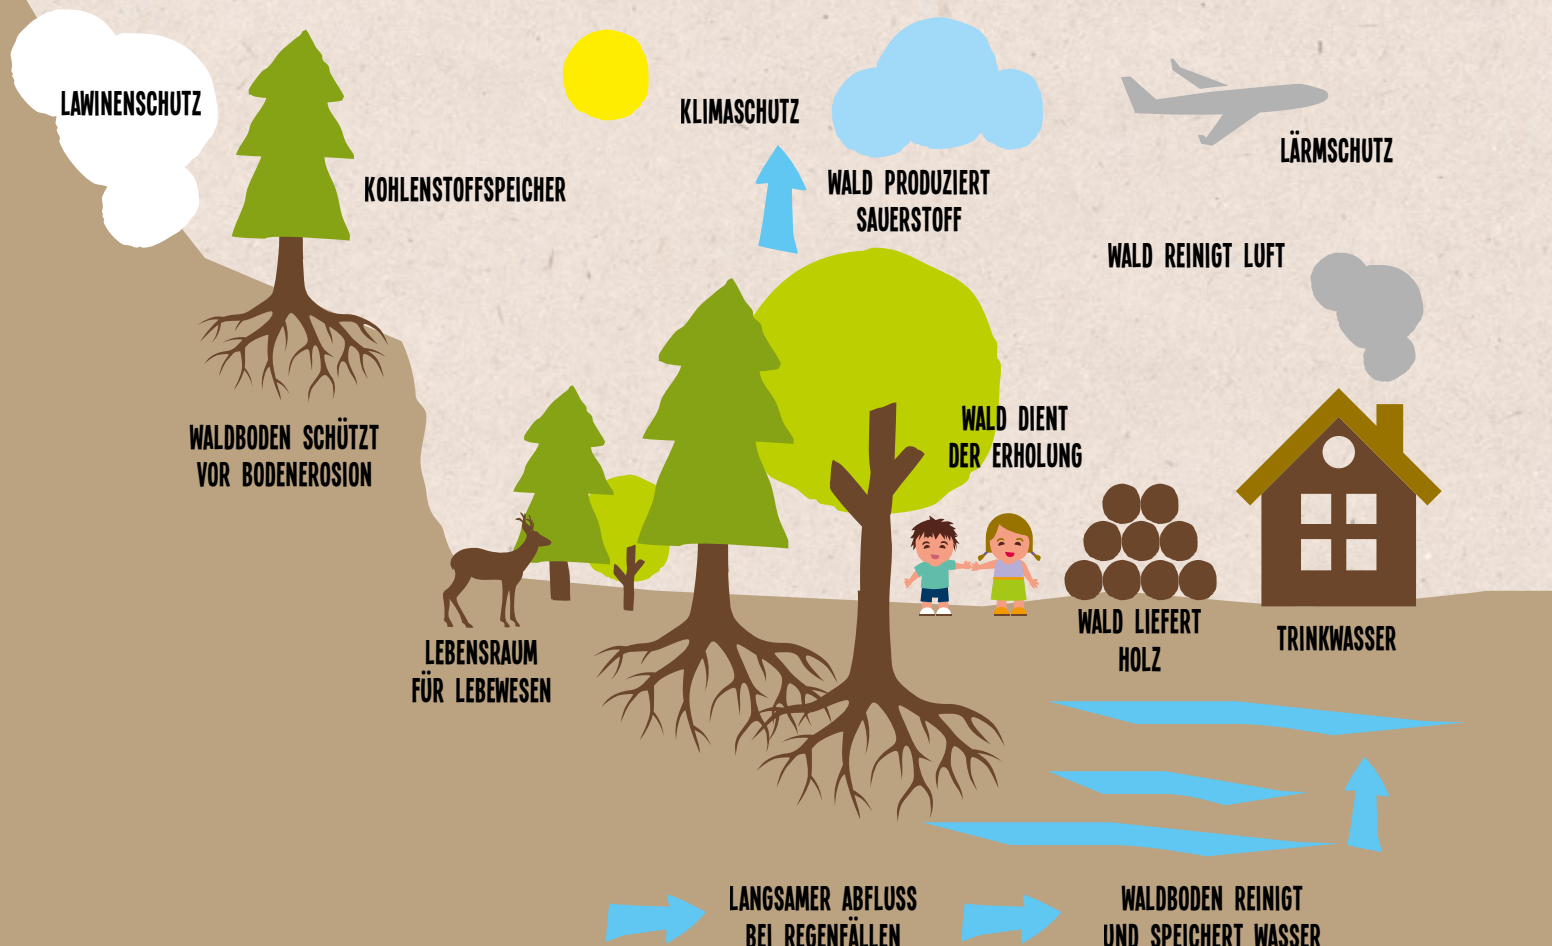 LAWINENSCHUTZ
KLIMASCHUTZ
LÄRMSCHUTZ
KOHLENSTOFFSPEICHER
WALD PRODUZIERT
SAUERSTOFF
WALD REINIGT LUFT
WALDBODEN SCHÜTZT
VOR BODENEROSION
WALD DIENT
DER ERHOLUNG
LEBENSRAUM
FÜR LEBEWESEN
WALD LIEFERT
HOLZ
TRINKWASSER
LANGSAMER ABFLUSS
BEI REGENFÄLLEN
WALDBODEN REINIGT
UND SPEICHERT WASSER